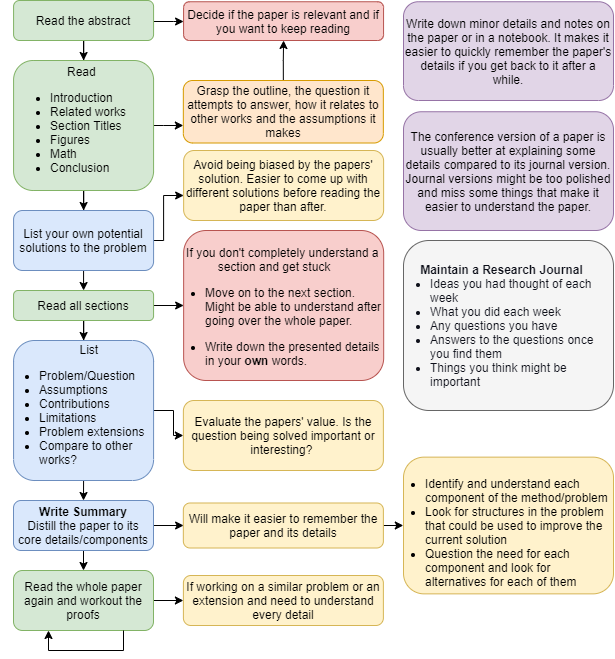 Read the abstract
Decide if the paper is relevant and if
you want to keep reading
Write down minor details and notes on
the paper or in a notebook. It makes it
easier to quickly remember the paper's
details if you get back to it after a
while.
Read
Introduction
Related works
Section Titles
Figures
Math
Conclusion
Grasp the outline, the question it
attempts to answer, how it relates to
other works and the assumptions it
makes
The conference version of a paper is
usually better at explaining some
details compared to its journal version.
Journal versions might be too polished
and miss some things that make it
easier to understand the paper.
Avoid being biased by the papers'
solution. Easier to come up with
different solutions before reading the
paper than after.
List your own potential
solutions to the problem
If you don't completely understand a
section and get stuck
Move on to the next section.
Might be able to understand after
going over the whole paper.
Write down the presented details
in your own words.
Maintain a Research Journal
Ideas you had thought of each
week
What you did each week
Any questions you have
Answers to the questions once
you find them
Things you think might be
important
Read all sections
List
Problem/Question
Assumptions
Contributions
Limitations
Problem extensions
Compare to other
works?
Evaluate the papers' value. Is the
question being solved important or
interesting?
Write Summary
Distill the paper to its
core details/components
Will make it easier to remember the
paper and its details
Identify and understand each
component of the method/problem
Look for structures in the problem
that could be used to improve the
current solution
Question the need for each
component and look for
alternatives for each of them
Read the whole paper
again and workout the
proofs
If working on a similar problem or an
extension and need to understand
every detail